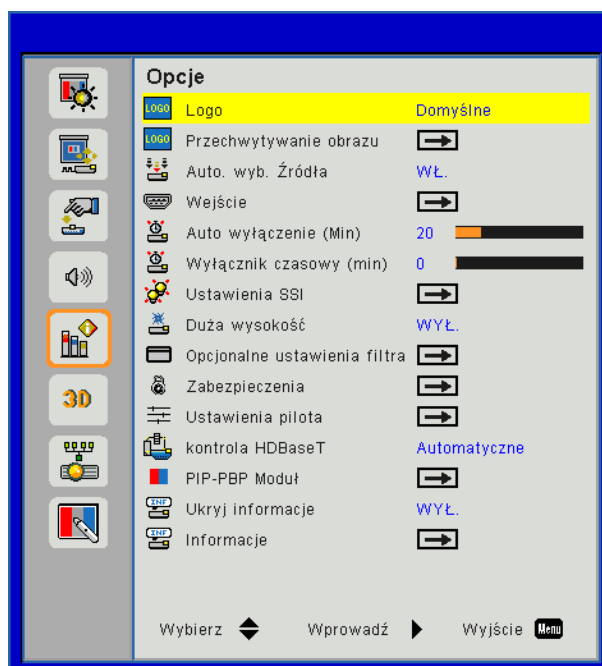 Opcje
LOGO Logo Domyślne
LOGO Przechwytywanie obrazu
Auto. wyb. Źródła WŁ.
Wejście
Auto wyłączenie (Min) 20
Wyłącznik czasowy (min) 0
Ustawienia SSI
Duża wysokość WYŁ.
Opcjonalne ustawienia filtra
Zabezpieczenia
3D
Ustawienia pilota
kontrola HDBaseT Automatyczne
PIP-PBP Moduł
INF Ukryj informacje WYŁ.
INF Informacje
Wybierz Wprowadź Wyjście Menu